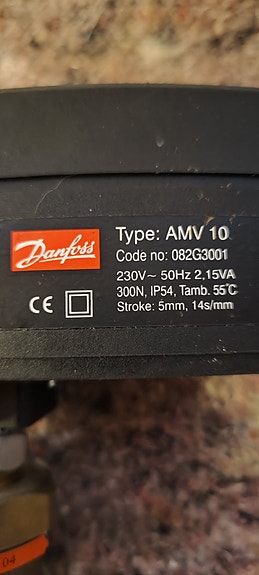 Danfoss
Type: AMV 10
Code no: 082G3001
230V~ 50Hz 2,15VA
300N, IP54, Tamb. 55°C
Stroke: 5mm, 14s/mm
CE
04